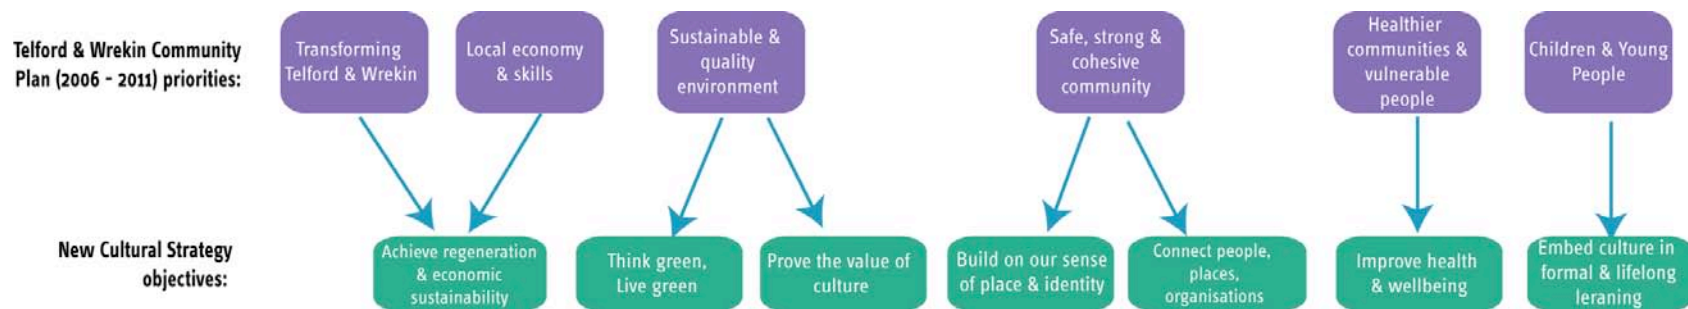 Telford & Wrekin Community
Plan (2006 - 2011) priorities:
Transforming
Telford & Wrekin
Local economy
& skills
Sustainable &
quality
environment
Safe, strong &
cohesive
community
Healthier
communities &
vulnerable
people
Children & Young
People
New Cultural Strategy
objectives:
Achieve regeneration
& economic
sustainability
Think green,
Live green
Prove the value of
culture
Build on our sense
of place & identity
Connect people,
places,
organisations
Improve health
& wellbeing
Embed culture in
formal & lifelong
leraning